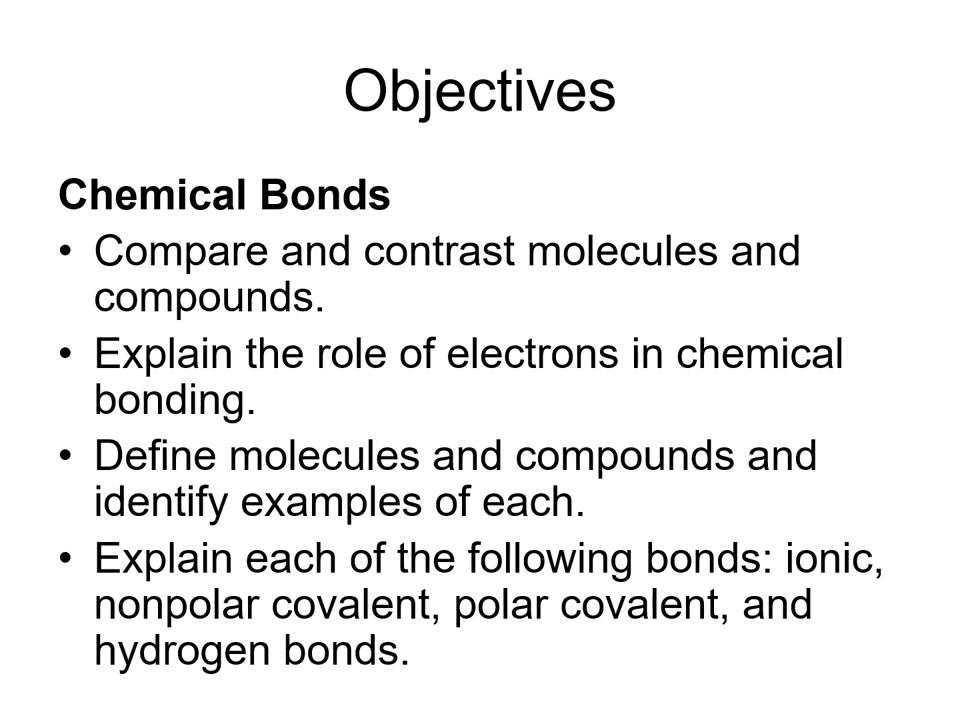 Objectives
Chemical Bonds
• Compare and contrast molecules and
compounds.
• Explain the role of electrons in chemical
bonding.
• Define molecules and compounds and
identify examples of each.
• Explain each of the following bonds: ionic,
nonpolar covalent, polar covalent, and
hydrogen bonds.